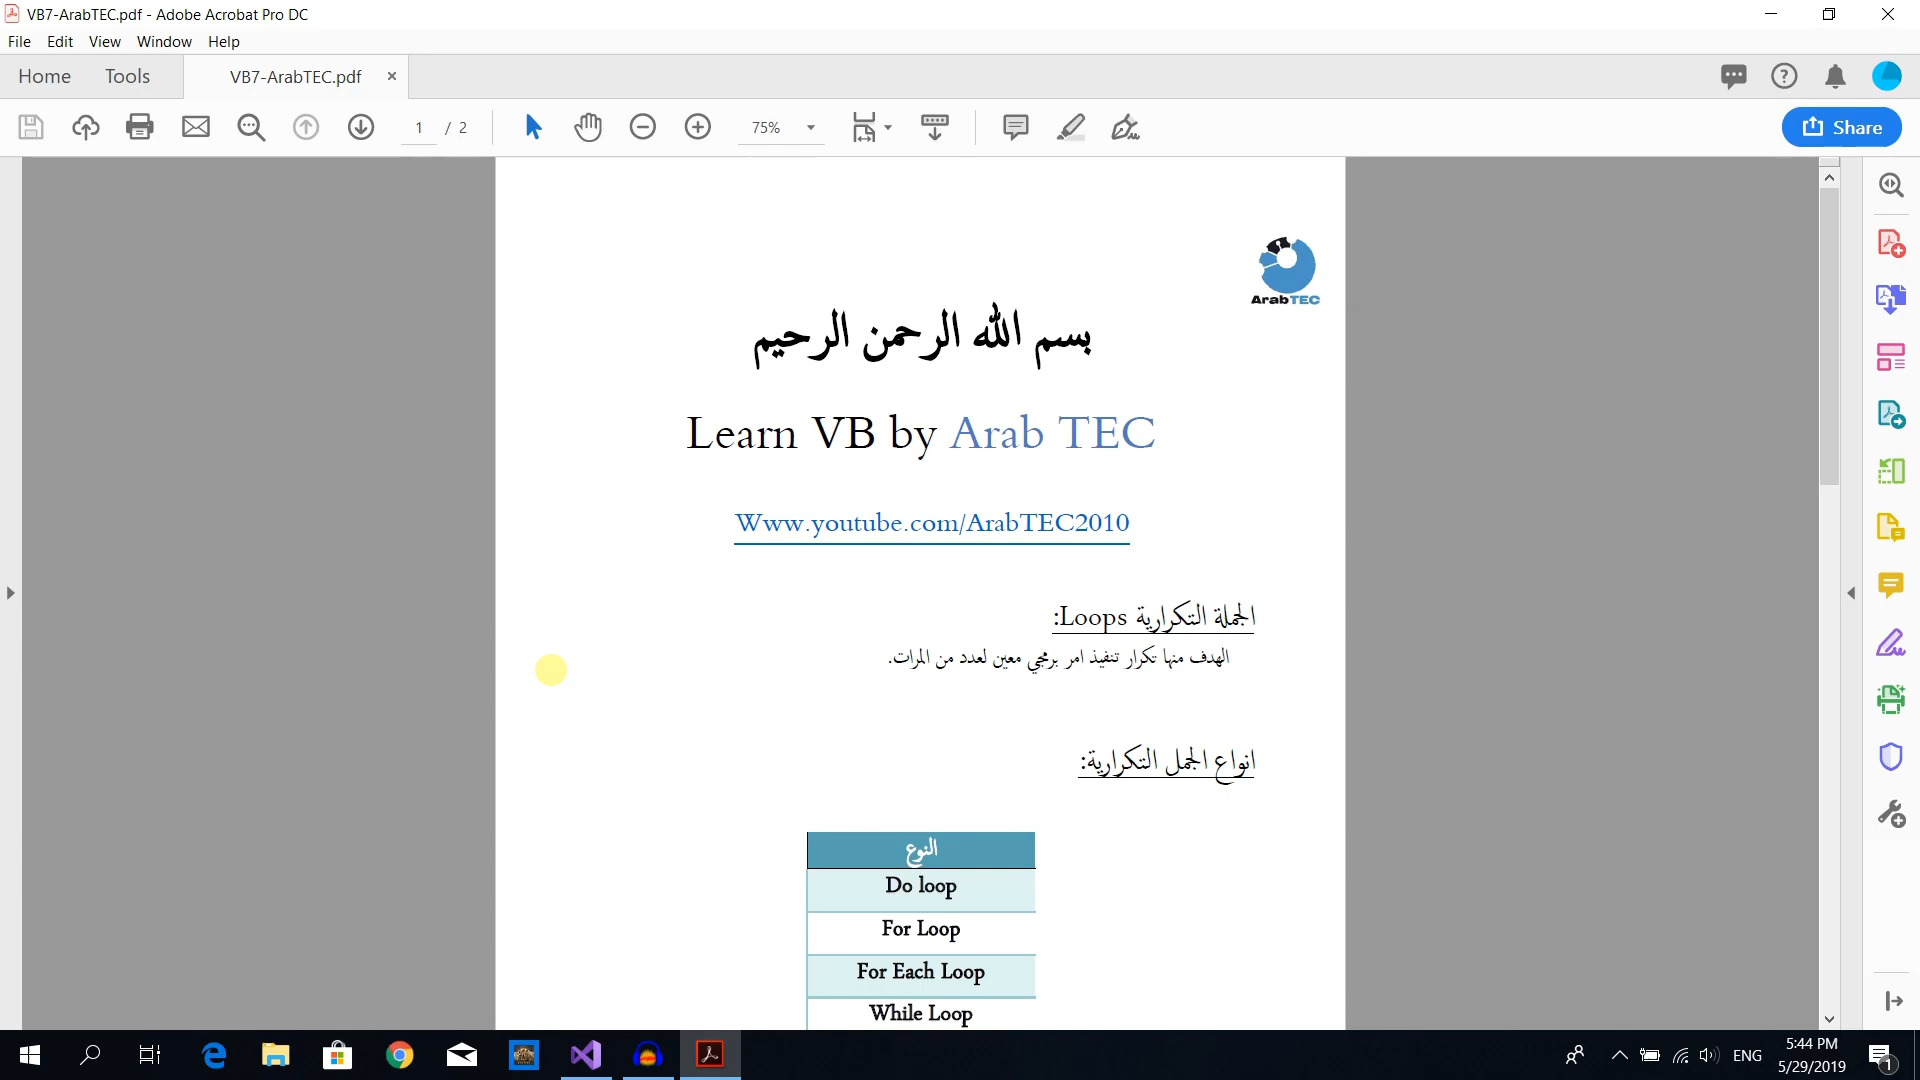 VB7-ArabTEC.pdf - Adobe Acrobat Pro DC
File Edit View Window Help
Home Tools VB7-ArabTEC.pdf ×
1 / 2 75% Share
ArabTEC
بسم الله الرحمن الرحيم
Learn VB by Arab TEC
Www.youtube.com/ArabTEC2010
الجملة التكرارية Loops:
الهدف منها تكرار تنفيذ امر برمجي معين لعدد من المرات.
انواع الجمل التكرارية:
النوع
Do loop
For Loop
For Each Loop
While Loop
ENG
5:44 PM
5/29/2019
1